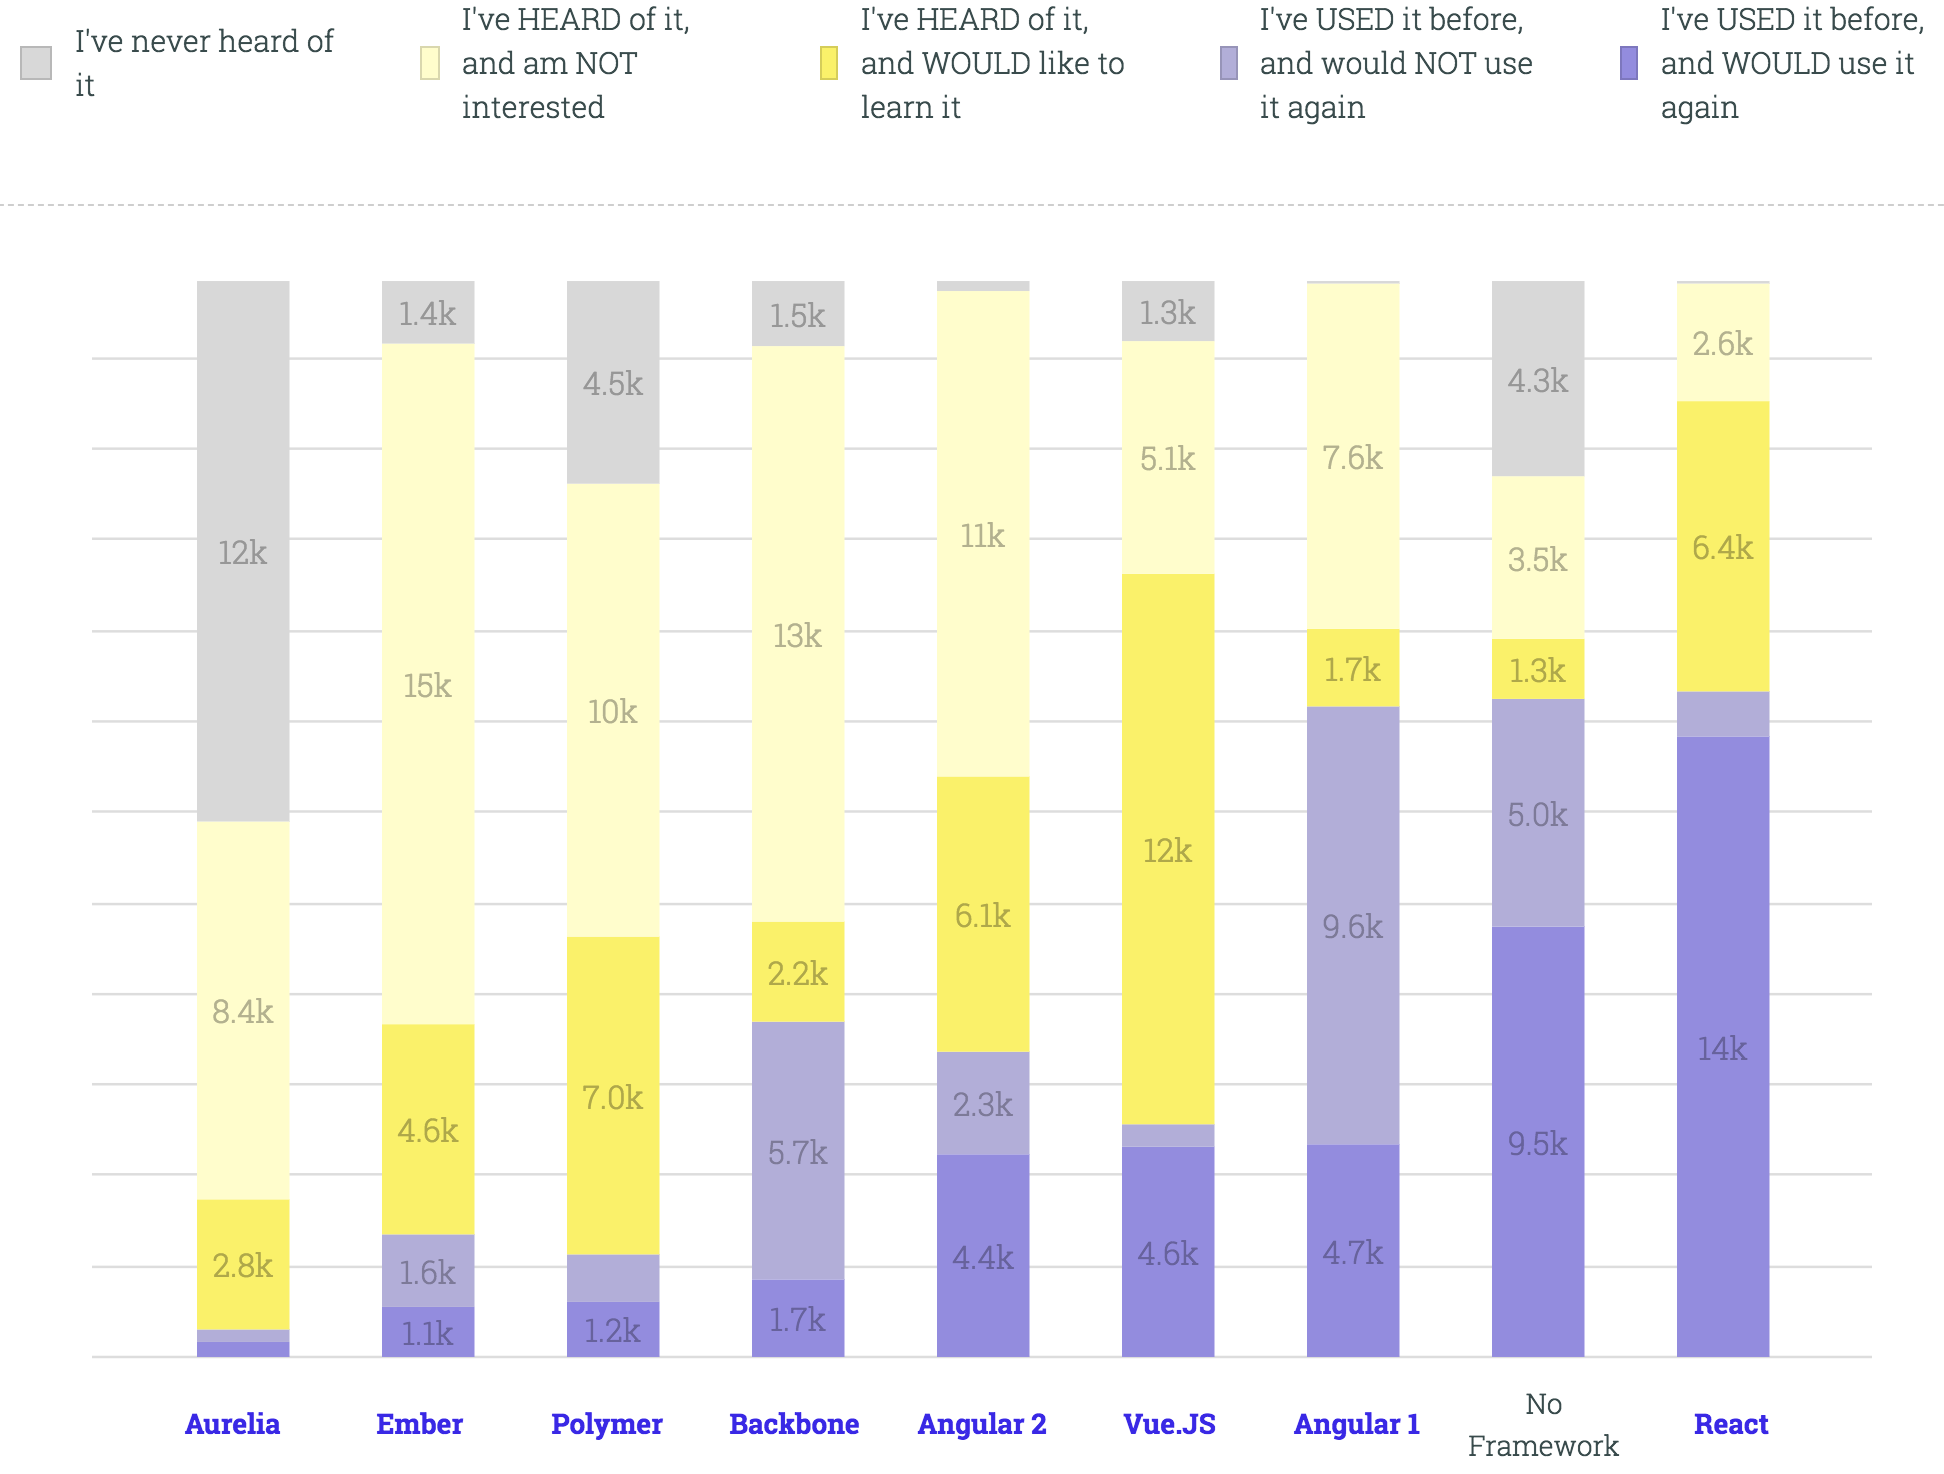 I've never heard of
it
I've HEARD of it,
and am NOT
interested
I've HEARD of it,
and WOULD like to
learn it
I've USED it before,
and would NOT use
it again
I've USED it before,
and WOULD use it
again
12k
8.4k
2.8k
1.4k
15k
4.6k
1.6k
1.1k
4.5k
10k
7.0k
1.2k
1.5k
13k
2.2k
5.7k
1.7k
11k
6.1k
2.3k
4.4k
1.3k
5.1k
12k
4.6k
7.6k
1.7k
9.6k
4.7k
4.3k
3.5k
1.3k
5.0k
9.5k
2.6k
6.4k
14k
Aurelia
Ember
Polymer
Backbone
Angular 2
Vue.JS
Angular 1
No
Framework
React